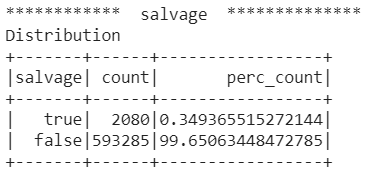 ************  salvage  **************
Distribution
+-------+------+-----------------+
|salvage| count|       perc_count|
+-------+------+-----------------+
|   true|  2080|0.349365515272144|
|  false|593285|99.65063448472785|
+-------+------+-----------------+